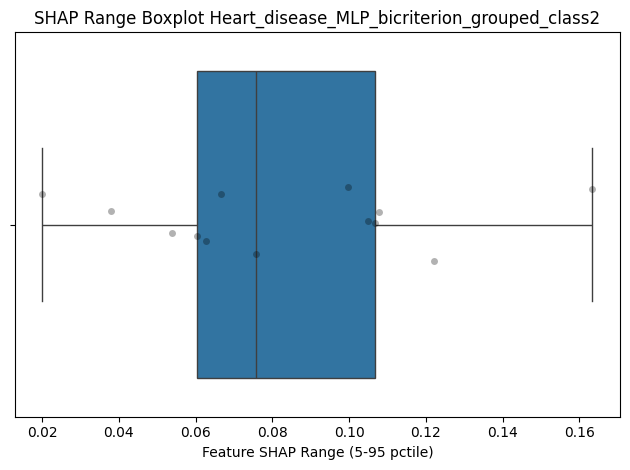 SHAP Range Boxplot Heart_disease_MLP_bicriterion_grouped_class2
0.02 0.04 0.06 0.08 0.10 0.12 0.14 0.16
Feature SHAP Range (5-95 pctile)